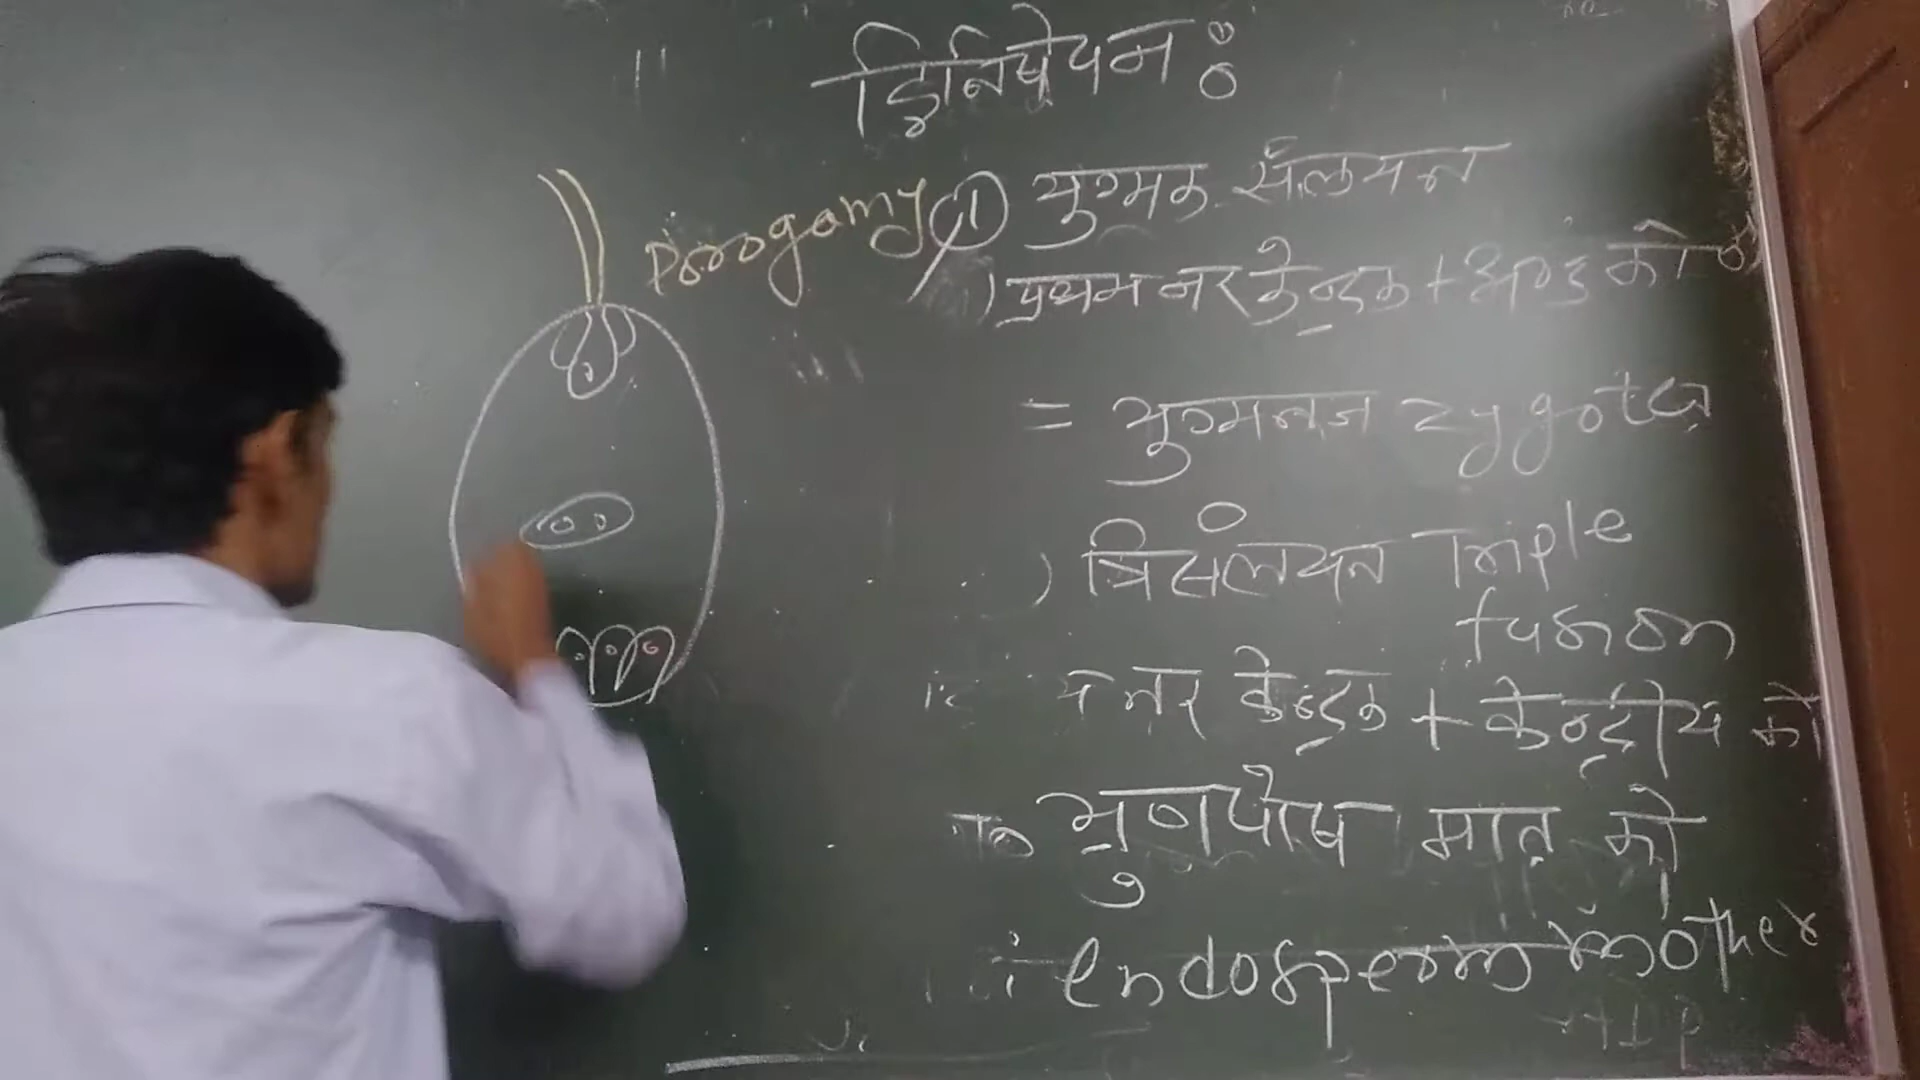 द्विनिषेचन :
Porogamy ① युग्मक संलयन
) प्रथम नर केन्द्रक + अण्ड को
= युग्मनज zygote
) त्रिसंलयन Triple
fusion
नर केन्द्रक + केन्द्रीय को
भ्रुणपोष मातृ को
endosperm mother